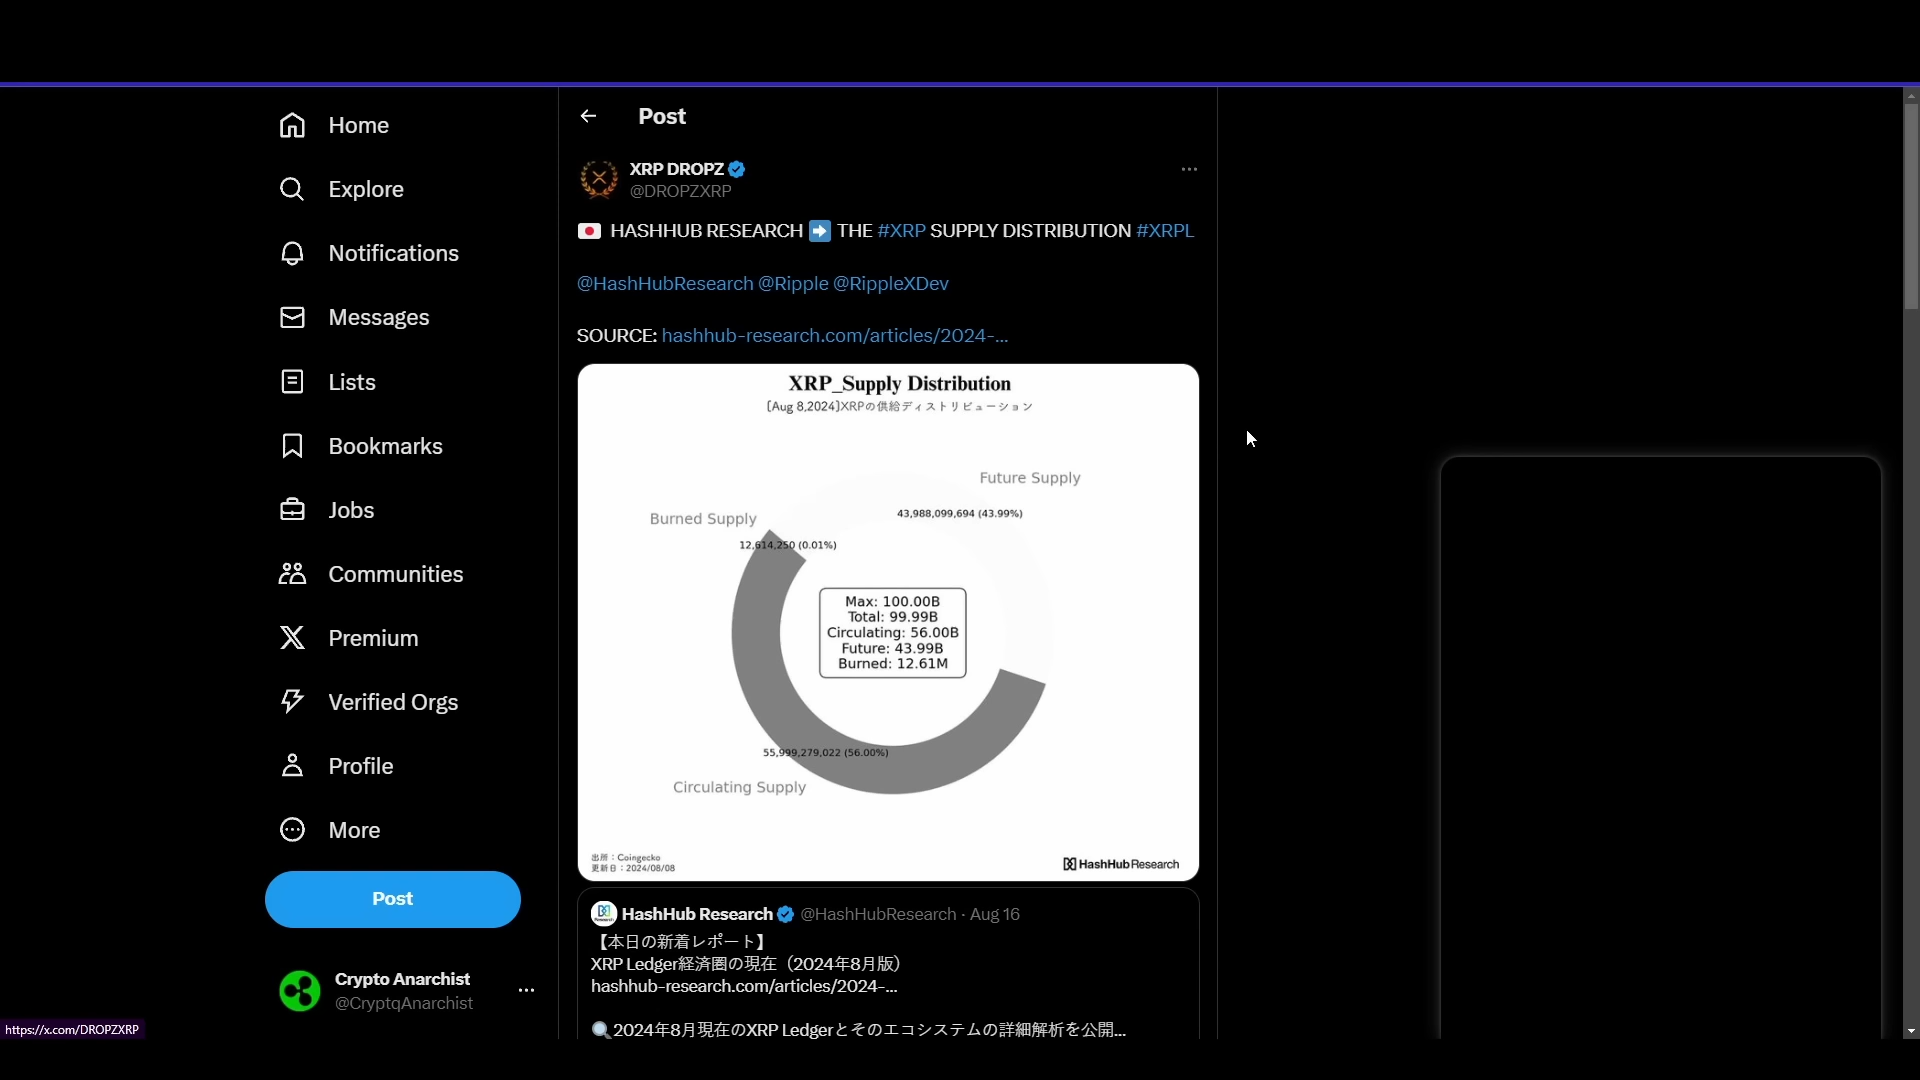 Home
Explore
Notifications
Messages
Lists
Bookmarks
Jobs
Communities
Premium
Verified Orgs
Profile
More
Post
Crypto Anarchist
@CryptqAnarchist
https://x.com/DROPZXRP
Post
XRP DROPZ
@DROPZXRP
HASHHUB RESEARCH ➡️ THE #XRP SUPPLY DISTRIBUTION #XRPL
@HashHubResearch @Ripple @RippleXDev
SOURCE: hashhub-research.com/articles/2024-...
XRP_Supply Distribution
[Aug 8,2024]XRPの供給ディストリビューション
Future Supply
43,988,099,694 (43.99%)
Burned Supply
12,614,250 (0.01%)
Max: 100.00B
Total: 99.99B
Circulating: 56.00B
Future: 43.99B
Burned: 12.61M
55,999,279,022 (56.00%)
Circulating Supply
出所：Coingecko
更新日：2024/08/08
HashHub Research
HashHub Research @HashHubResearch · Aug 16
【本日の新着レポート】
XRP Ledger経済圏の現在（2024年8月版）
hashhub-research.com/articles/2024-...
2024年8月現在のXRP Ledgerとそのエコシステムの詳細解析を公開...